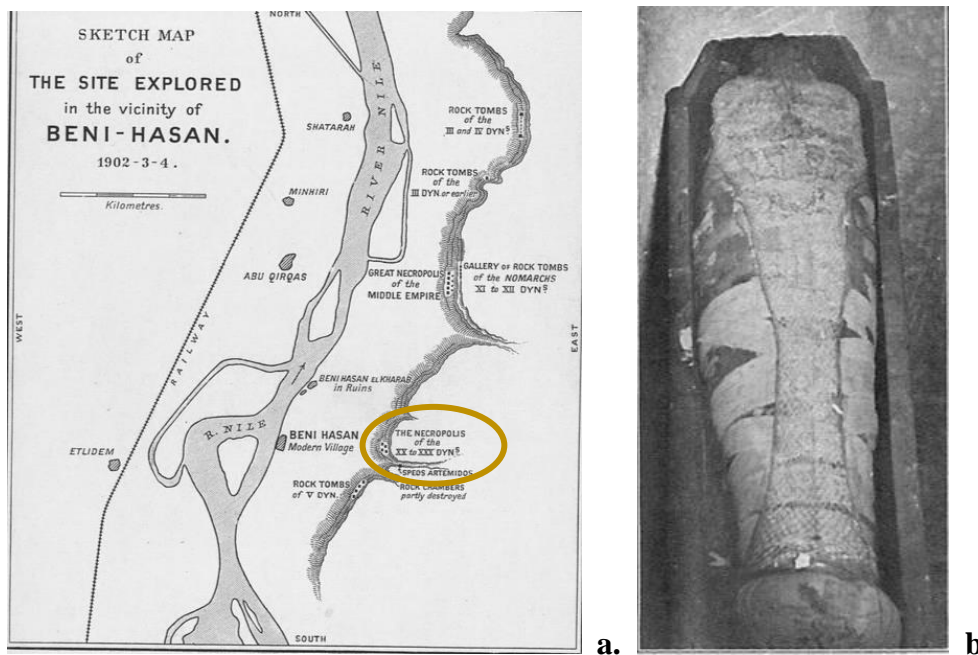 NORTH
SKETCH MAP
of
THE SITE EXPLORED
in the vicinity of
BENI-HASAN.
1902-3-4.
Kilometres.
SHATARAH
RIVER NILE
ROCK TOMBS
of the
III and IV DYNS
MINHIRI
ROCK TOMBS
of the
III DYN. or earlier
ABU QIRQAS
GREAT NECROPOLIS
of the
MIDDLE EMPIRE
GALLERY OF ROCK TOMBS
of the NOMARCHS
XI to XII DYNS
WEST
EAST
RAILWAY
BENI HASAN EL KHARAB
in Ruins
R. NILE
BENI HASAN
Modern Village
THE NECROPOLIS
of the
XX to XXX DYNS
ETLIDEM
SPEOS ARTEMIDOS
ROCK TOMBS
of V DYN.
ROCK CHAMBERS
partly destroyed
SOUTH
a.
b